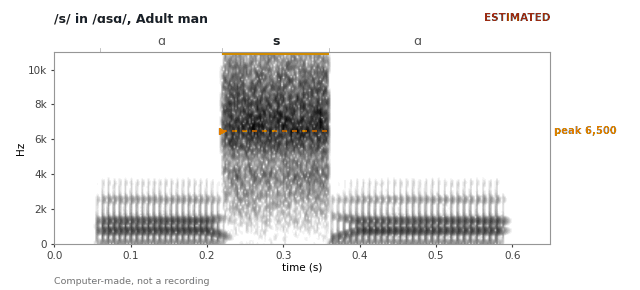 /s/ in /ɑsɑ/, Adult man
ESTIMATED
ɑ s ɑ
10k
8k
6k
4k
2k
0
Hz
peak 6,500
0.0 0.1 0.2 0.3 0.4 0.5 0.6
time (s)
Computer-made, not a recording